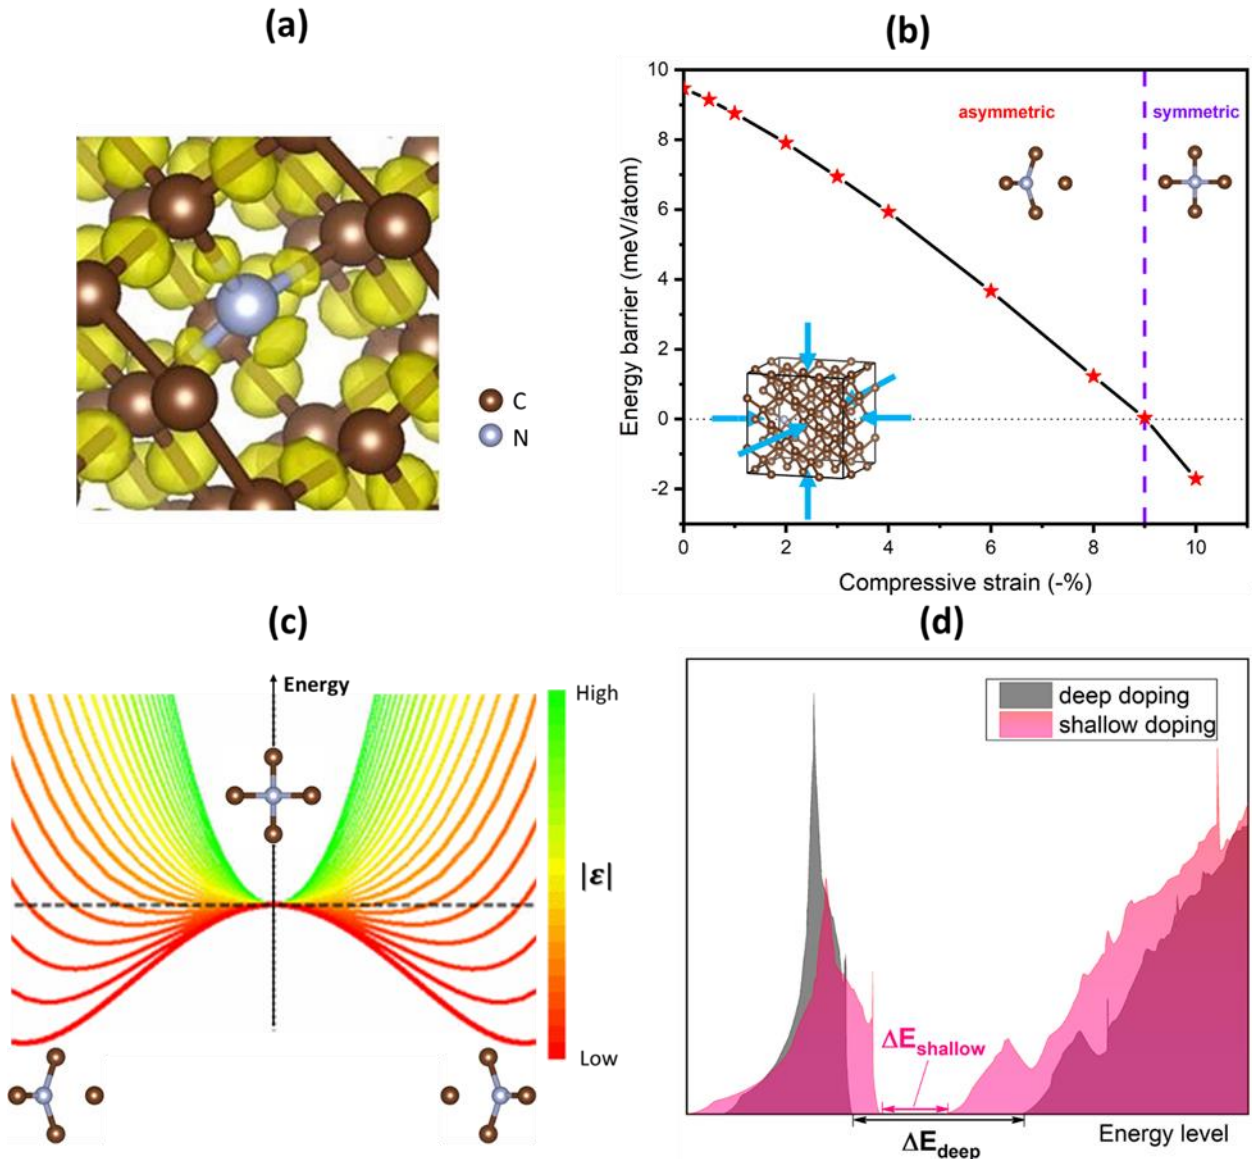 (a)
C
N
(b)
10
8
6
4
2
0
-2
Energy barrier (meV/atom)
asymmetric
symmetric
0 2 4 6 8 10
Compressive strain (-%)
(c)
Energy
High
|ε|
Low
(d)
deep doping
shallow doping
ΔEshallow
ΔEdeep
Energy level